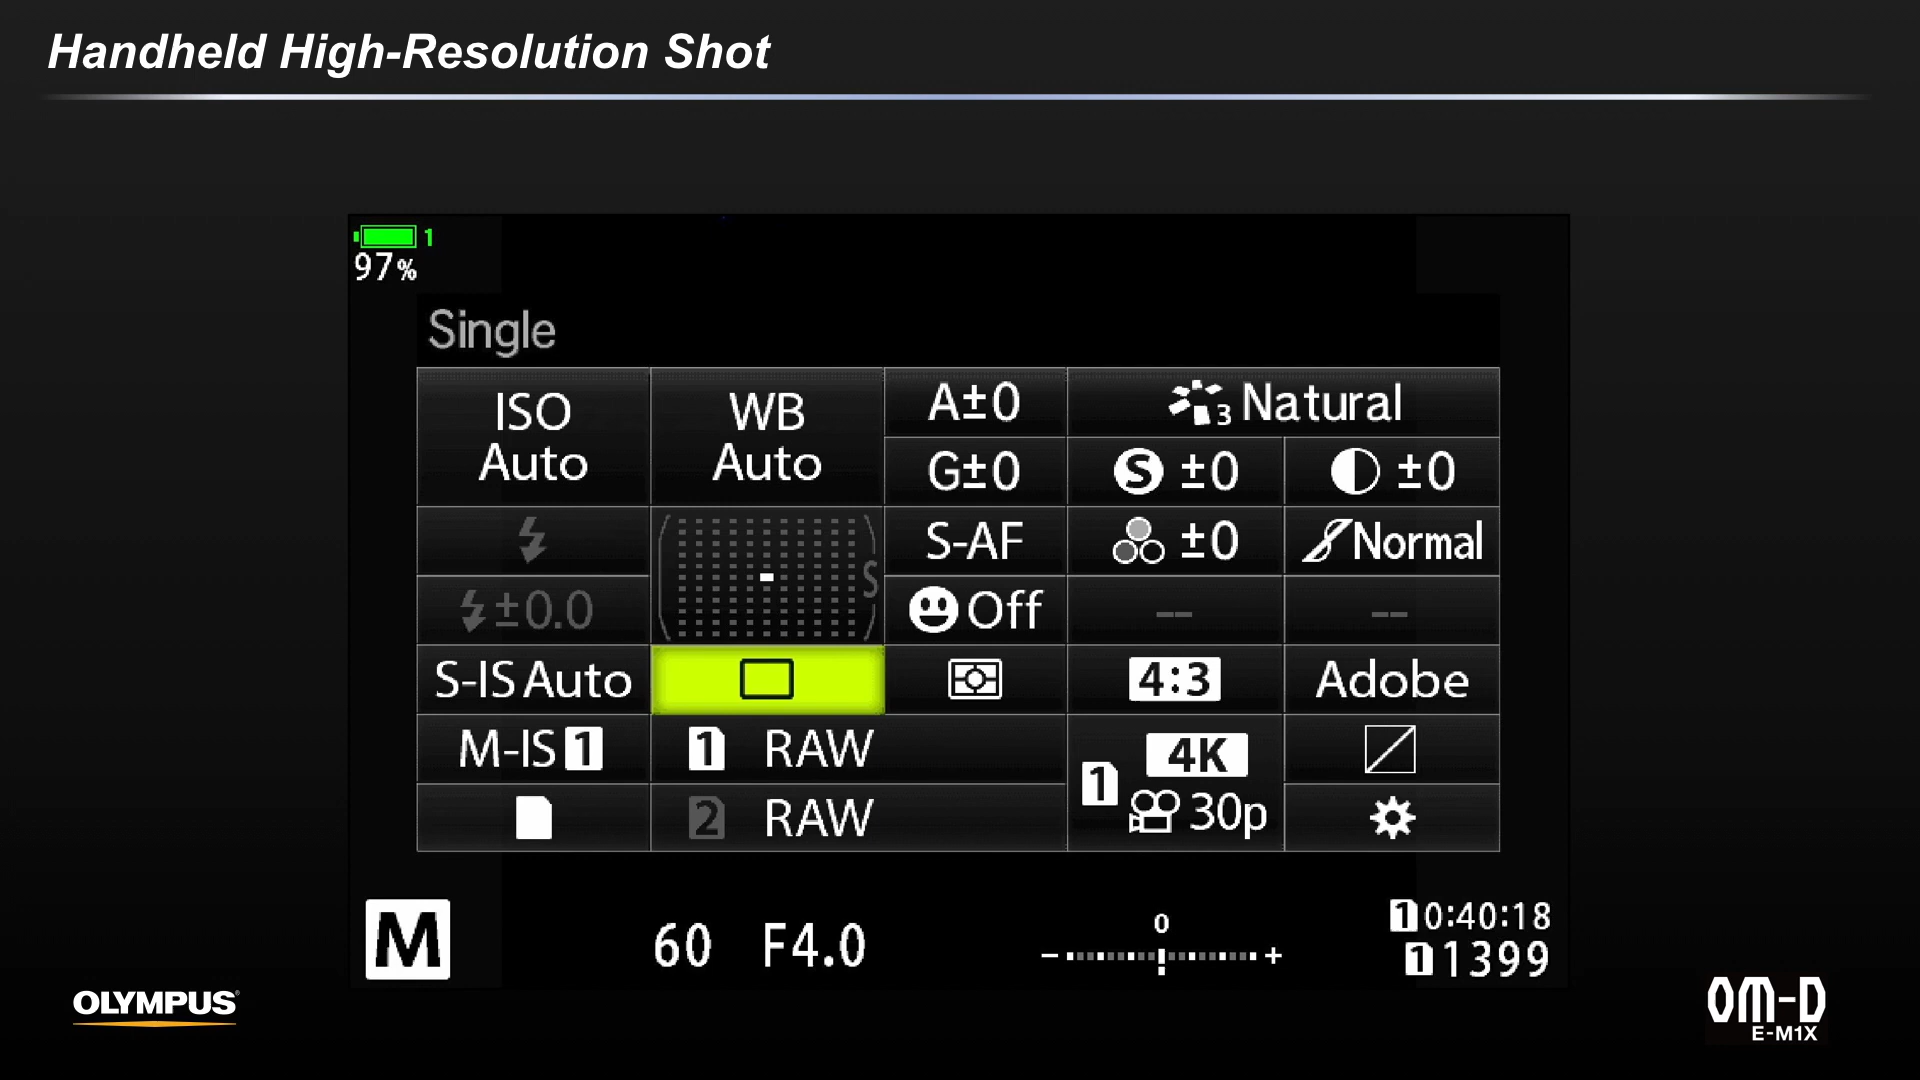 Handheld High-Resolution Shot
1
97%
Single
ISO
Auto
WB
Auto
A±0
3 Natural
G±0
S ±0
±0
S-AF
±0
Normal
S
±0.0
Off
--
--
S-IS Auto
4:3
Adobe
M-IS 1
1 RAW
1
4K
30p
2 RAW
M
60 F4.0
0
- +
1 0:40:18
1 1399
OLYMPUS
OM-D
E-M1X